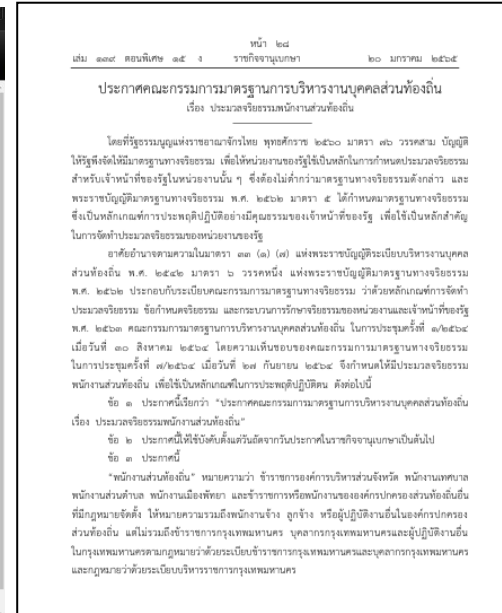 หน้า ๒๘
เล่ม ๑๓๙ ตอนพิเศษ ๑๕ ง ราชกิจจานุเบกษา ๒๐ มกราคม ๒๕๖๕
ประกาศคณะกรรมการมาตรฐานการบริหารงานบุคคลส่วนท้องถิ่น
เรื่อง ประมวลจริยธรรมพนักงานส่วนท้องถิ่น
โดยที่รัฐธรรมนูญแห่งราชอาณาจักรไทย พุทธศักราช ๒๕๖๐ มาตรา ๗๖ วรรคสาม บัญญัติ
ให้รัฐพึงจัดให้มีมาตรฐานทางจริยธรรม เพื่อให้หน่วยงานของรัฐใช้เป็นหลักในการกำหนดประมวลจริยธรรม
สำหรับเจ้าหน้าที่ของรัฐในหน่วยงานนั้น ๆ ซึ่งต้องไม่ต่ำกว่ามาตรฐานทางจริยธรรมดังกล่าว และ
พระราชบัญญัติมาตรฐานทางจริยธรรม พ.ศ. ๒๕๖๒ มาตรา ๕ ได้กำหนดมาตรฐานทางจริยธรรม
ซึ่งเป็นหลักเกณฑ์การประพฤติปฏิบัติอย่างมีคุณธรรมของเจ้าหน้าที่ของรัฐ เพื่อใช้เป็นหลักสำคัญ
ในการจัดทำประมวลจริยธรรมของหน่วยงานของรัฐ
อาศัยอำนาจตามความในมาตรา ๓๓ (๑) (๗) แห่งพระราชบัญญัติระเบียบบริหารงานบุคคล
ส่วนท้องถิ่น พ.ศ. ๒๕๔๒ มาตรา ๖ วรรคหนึ่ง แห่งพระราชบัญญัติมาตรฐานทางจริยธรรม
พ.ศ. ๒๕๖๒ ประกอบกับระเบียบคณะกรรมการมาตรฐานทางจริยธรรม ว่าด้วยหลักเกณฑ์การจัดทำ
ประมวลจริยธรรม ข้อกำหนดจริยธรรม และกระบวนการรักษาจริยธรรมของหน่วยงานและเจ้าหน้าที่ของรัฐ
พ.ศ. ๒๕๖๓ คณะกรรมการมาตรฐานการบริหารงานบุคคลส่วนท้องถิ่น ในการประชุมครั้งที่ ๑/๒๕๖๔
เมื่อวันที่ ๓๐ สิงหาคม ๒๕๖๔ โดยความเห็นชอบของคณะกรรมการมาตรฐานทางจริยธรรม
ในการประชุมครั้งที่ ๗/๒๕๖๔ เมื่อวันที่ ๒๗ กันยายน ๒๕๖๔ จึงกำหนดให้มีประมวลจริยธรรม
พนักงานส่วนท้องถิ่น เพื่อใช้เป็นหลักเกณฑ์ในการประพฤติปฏิบัติตน ดังต่อไปนี้
ข้อ ๑ ประกาศนี้เรียกว่า “ประกาศคณะกรรมการมาตรฐานการบริหารงานบุคคลส่วนท้องถิ่น
เรื่อง ประมวลจริยธรรมพนักงานส่วนท้องถิ่น”
ข้อ ๒ ประกาศนี้ให้ใช้บังคับตั้งแต่วันถัดจากวันประกาศในราชกิจจานุเบกษาเป็นต้นไป
ข้อ ๓ ประกาศนี้
“พนักงานส่วนท้องถิ่น” หมายความว่า ข้าราชการองค์การบริหารส่วนจังหวัด พนักงานเทศบาล
พนักงานส่วนตำบล พนักงานเมืองพัทยา และข้าราชการหรือพนักงานขององค์กรปกครองส่วนท้องถิ่นอื่น
ที่มีกฎหมายจัดตั้ง ให้หมายความรวมถึงพนักงานจ้าง ลูกจ้าง หรือผู้ปฏิบัติงานอื่นในองค์กรปกครอง
ส่วนท้องถิ่น แต่ไม่รวมถึงข้าราชการกรุงเทพมหานคร บุคลากรกรุงเทพมหานครและผู้ปฏิบัติงานอื่น
ในกรุงเทพมหานครตามกฎหมายว่าด้วยระเบียบข้าราชการกรุงเทพมหานครและบุคลากรกรุงเทพมหานคร
และกฎหมายว่าด้วยระเบียบบริหารราชการกรุงเทพมหานคร